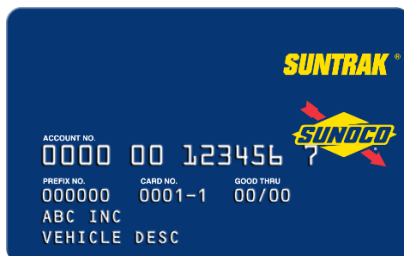 SUNTRAK®
SUNOCO®
ACCOUNT NO.
0000 00 123456 7
PREFIX NO. CARD NO. GOOD THRU
000000 0001-1 00/00
ABC INC
VEHICLE DESC